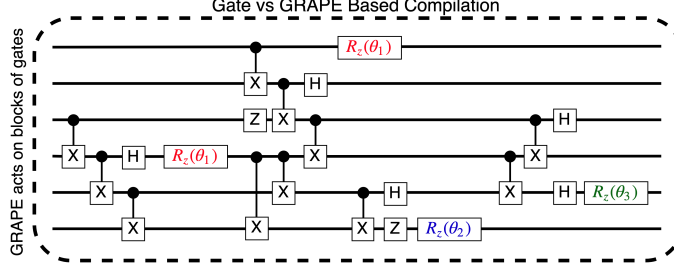 Gate vs GRAPE Based Compilation
GRAPE acts on blocks of gates
R_z(θ_1)
X H
Z X H
X H R_z(θ_1) X X
X X H X H R_z(θ_3)
X X X Z R_z(θ_2)